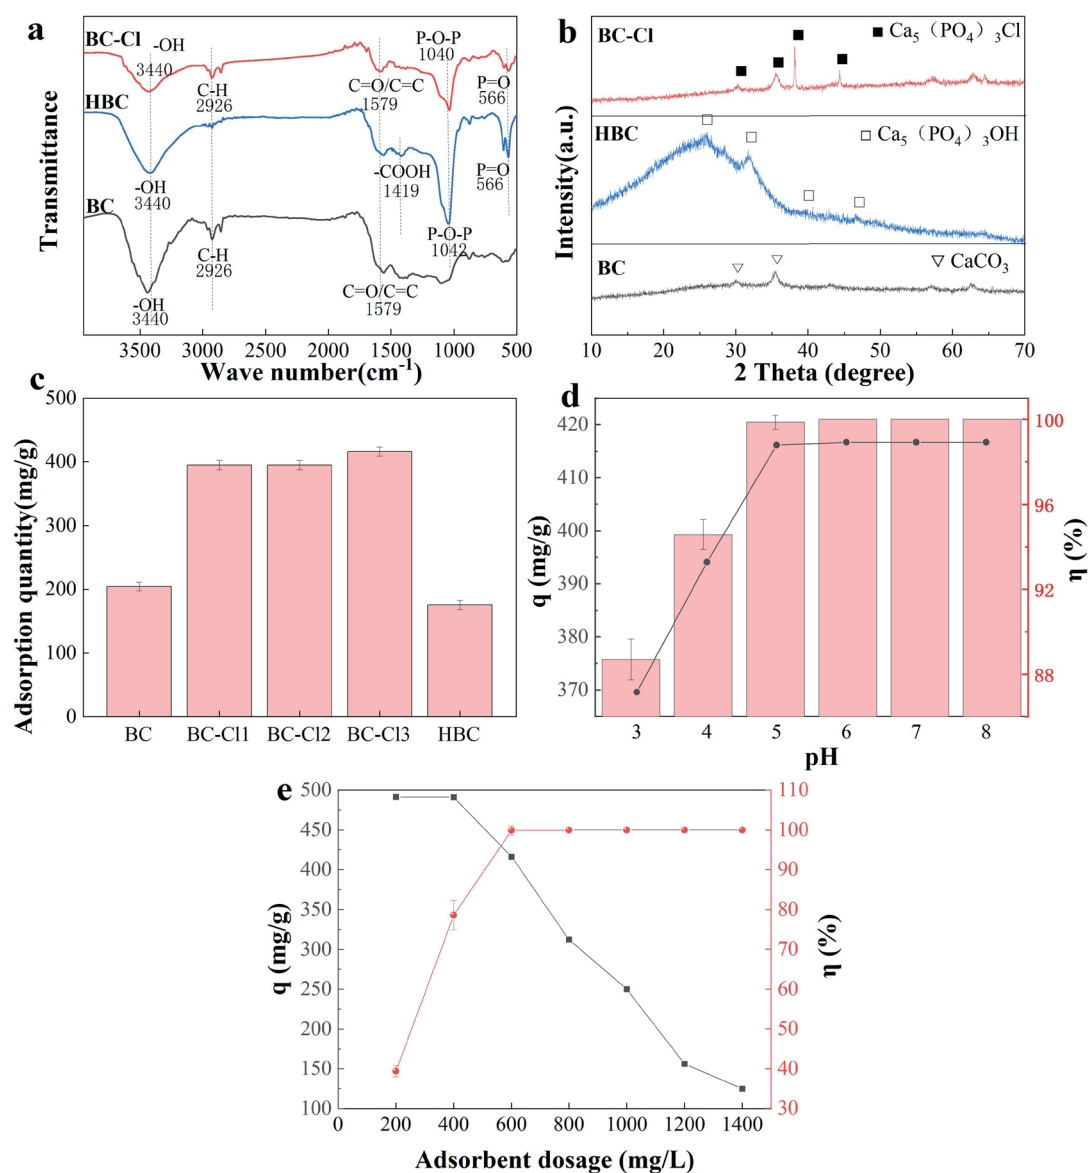 a
BC-Cl
-OH
3440
P-O-P
1040
C-H
2926
C=O/C=C
1579
P=O
566
HBC
-OH
3440
-COOH
1419
P=O
566
BC
C-H
2926
P-O-P
1042
-OH
3440
C=O/C=C
1579
Transmittance
3500 3000 2500 2000 1500 1000 500
Wave number(cm⁻¹)
b
BC-Cl
■ Ca₅（PO₄）₃Cl
HBC
□ Ca₅（PO₄）₃OH
BC
▽ CaCO₃
Intensity(a.u.)
10 20 30 40 50 60 70
2 Theta (degree)
c
Adsorption quantity(mg/g)
500
400
300
200
100
0
BC BC-Cl1 BC-Cl2 BC-Cl3 HBC
d
q (mg/g)
420
410
400
390
380
370
100
96
92
88
η (%)
3 4 5 6 7 8
pH
e
q (mg/g)
500
450
400
350
300
250
200
150
100
110
100
90
80
70
60
50
40
30
η (%)
0 200 400 600 800 1000 1200 1400
Adsorbent dosage (mg/L)